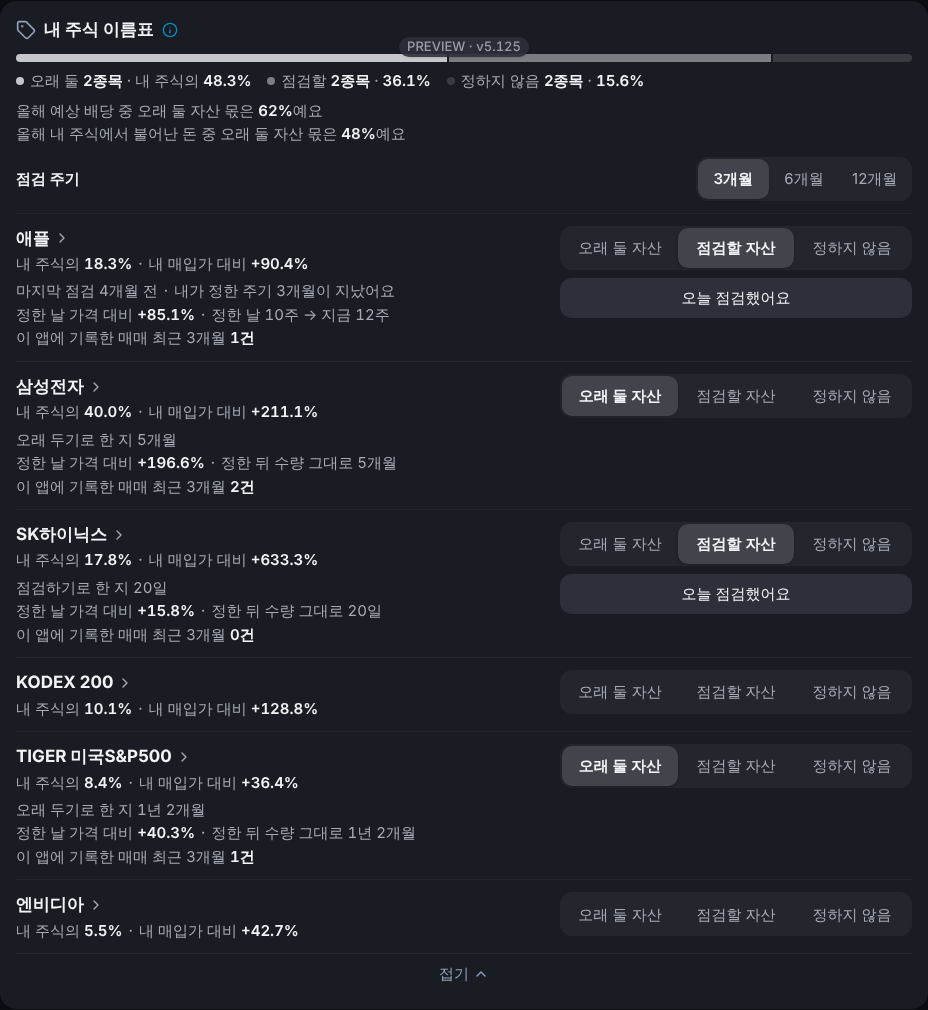 내 주식 이름표
PREVIEW · v5.125
오래 둘 2종목 · 내 주식의 48.3% 점검할 2종목 · 36.1% 정하지 않음 2종목 · 15.6%
올해 예상 배당 중 오래 둘 자산 몫은 62%예요
올해 내 주식에서 불어난 돈 중 오래 둘 자산 몫은 48%예요
점검 주기 3개월 6개월 12개월
애플
오래 둘 자산 점검할 자산 정하지 않음
내 주식의 18.3% · 내 매입가 대비 +90.4%
마지막 점검 4개월 전 · 내가 정한 주기 3개월이 지났어요
오늘 점검했어요
정한 날 가격 대비 +85.1% · 정한 날 10주 → 지금 12주
이 앱에 기록한 매매 최근 3개월 1건
삼성전자
오래 둘 자산 점검할 자산 정하지 않음
내 주식의 40.0% · 내 매입가 대비 +211.1%
오래 두기로 한 지 5개월
정한 날 가격 대비 +196.6% · 정한 뒤 수량 그대로 5개월
이 앱에 기록한 매매 최근 3개월 2건
SK하이닉스
오래 둘 자산 점검할 자산 정하지 않음
내 주식의 17.8% · 내 매입가 대비 +633.3%
점검하기로 한 지 20일
오늘 점검했어요
정한 날 가격 대비 +15.8% · 정한 뒤 수량 그대로 20일
이 앱에 기록한 매매 최근 3개월 0건
KODEX 200
오래 둘 자산 점검할 자산 정하지 않음
내 주식의 10.1% · 내 매입가 대비 +128.8%
TIGER 미국S&P500
오래 둘 자산 점검할 자산 정하지 않음
내 주식의 8.4% · 내 매입가 대비 +36.4%
오래 두기로 한 지 1년 2개월
정한 날 가격 대비 +40.3% · 정한 뒤 수량 그대로 1년 2개월
이 앱에 기록한 매매 최근 3개월 1건
엔비디아
오래 둘 자산 점검할 자산 정하지 않음
내 주식의 5.5% · 내 매입가 대비 +42.7%
접기